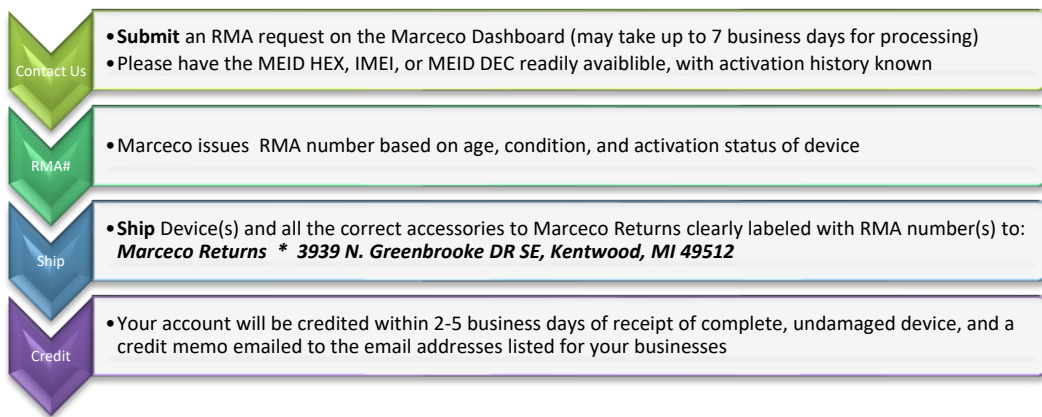 Contact Us
•Submit an RMA request on the Marceco Dashboard (may take up to 7 business days for processing)
•Please have the MEID HEX, IMEI, or MEID DEC readily avaiblible, with activation history known
RMA#
•Marceco issues  RMA number based on age, condition, and activation status of device
Ship
•Ship Device(s) and all the correct accessories to Marceco Returns clearly labeled with RMA number(s) to:
Marceco Returns  *  3939 N. Greenbrooke DR SE, Kentwood, MI 49512
Credit
•Your account will be credited within 2-5 business days of receipt of complete, undamaged device, and a
credit memo emailed to the email addresses listed for your businesses